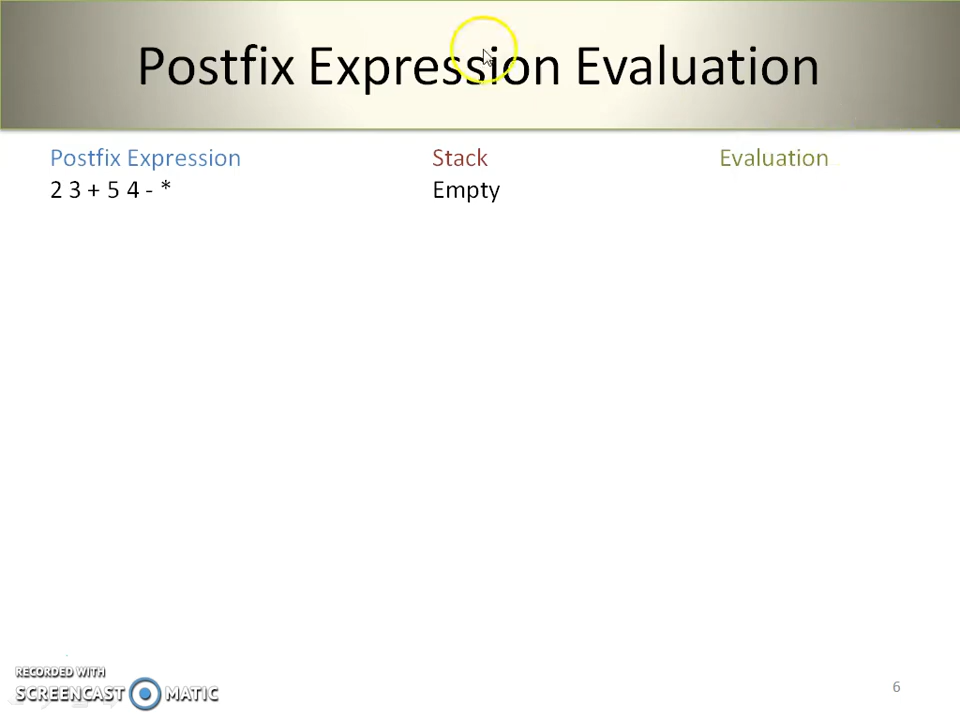 Postfix Expression Evaluation
Postfix Expression Stack Evaluation
2 3 + 5 4 - * Empty
RECORDED WITH
SCREENCAST MATIC
6